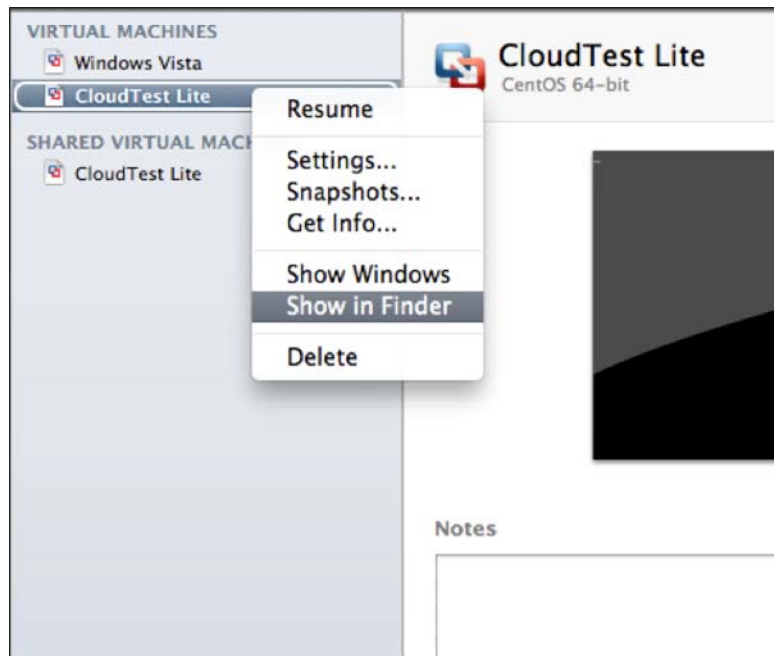 VIRTUAL MACHINES
Windows Vista
CloudTest Lite
SHARED VIRTUAL MACH
CloudTest Lite
Resume
Settings...
Snapshots...
Get Info...
Show Windows
Show in Finder
Delete
CloudTest Lite
CentOS 64-bit
Notes